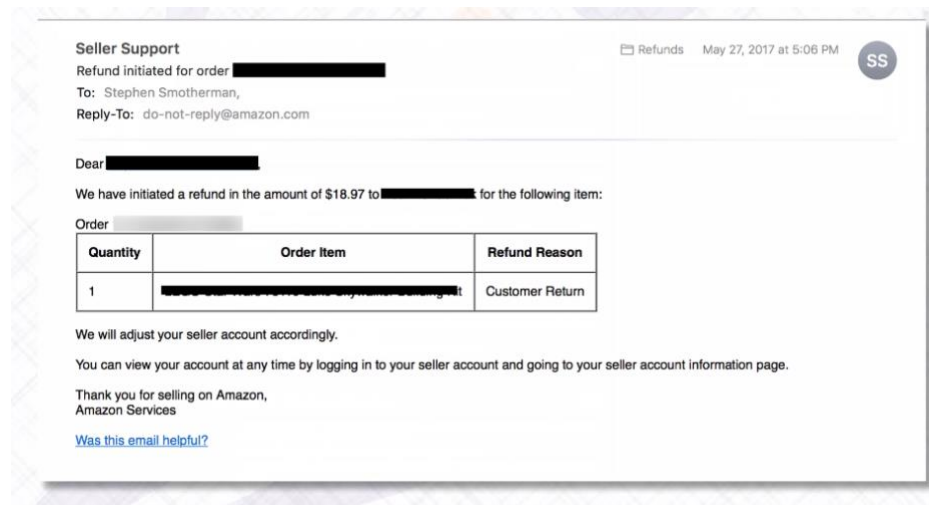 Seller Support
Refunds May 27, 2017 at 5:06 PM
SS
Refund initiated for order
To: Stephen Smotherman,
Reply-To: do-not-reply@amazon.com
Dear
We have initiated a refund in the amount of $18.97 to for the following item:
Order
Quantity Order Item Refund Reason
1 Customer Return
We will adjust your seller account accordingly.
You can view your account at any time by logging in to your seller account and going to your seller account information page.
Thank you for selling on Amazon,
Amazon Services
Was this email helpful?